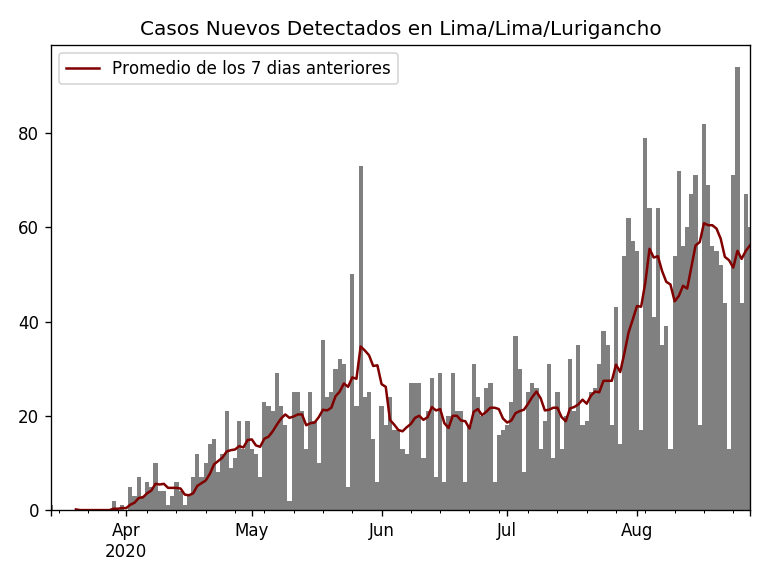 Casos Nuevos Detectados en Lima/Lima/Lurigancho
Promedio de los 7 dias anteriores
80
60
40
20
0
Apr May Jun Jul Aug
2020